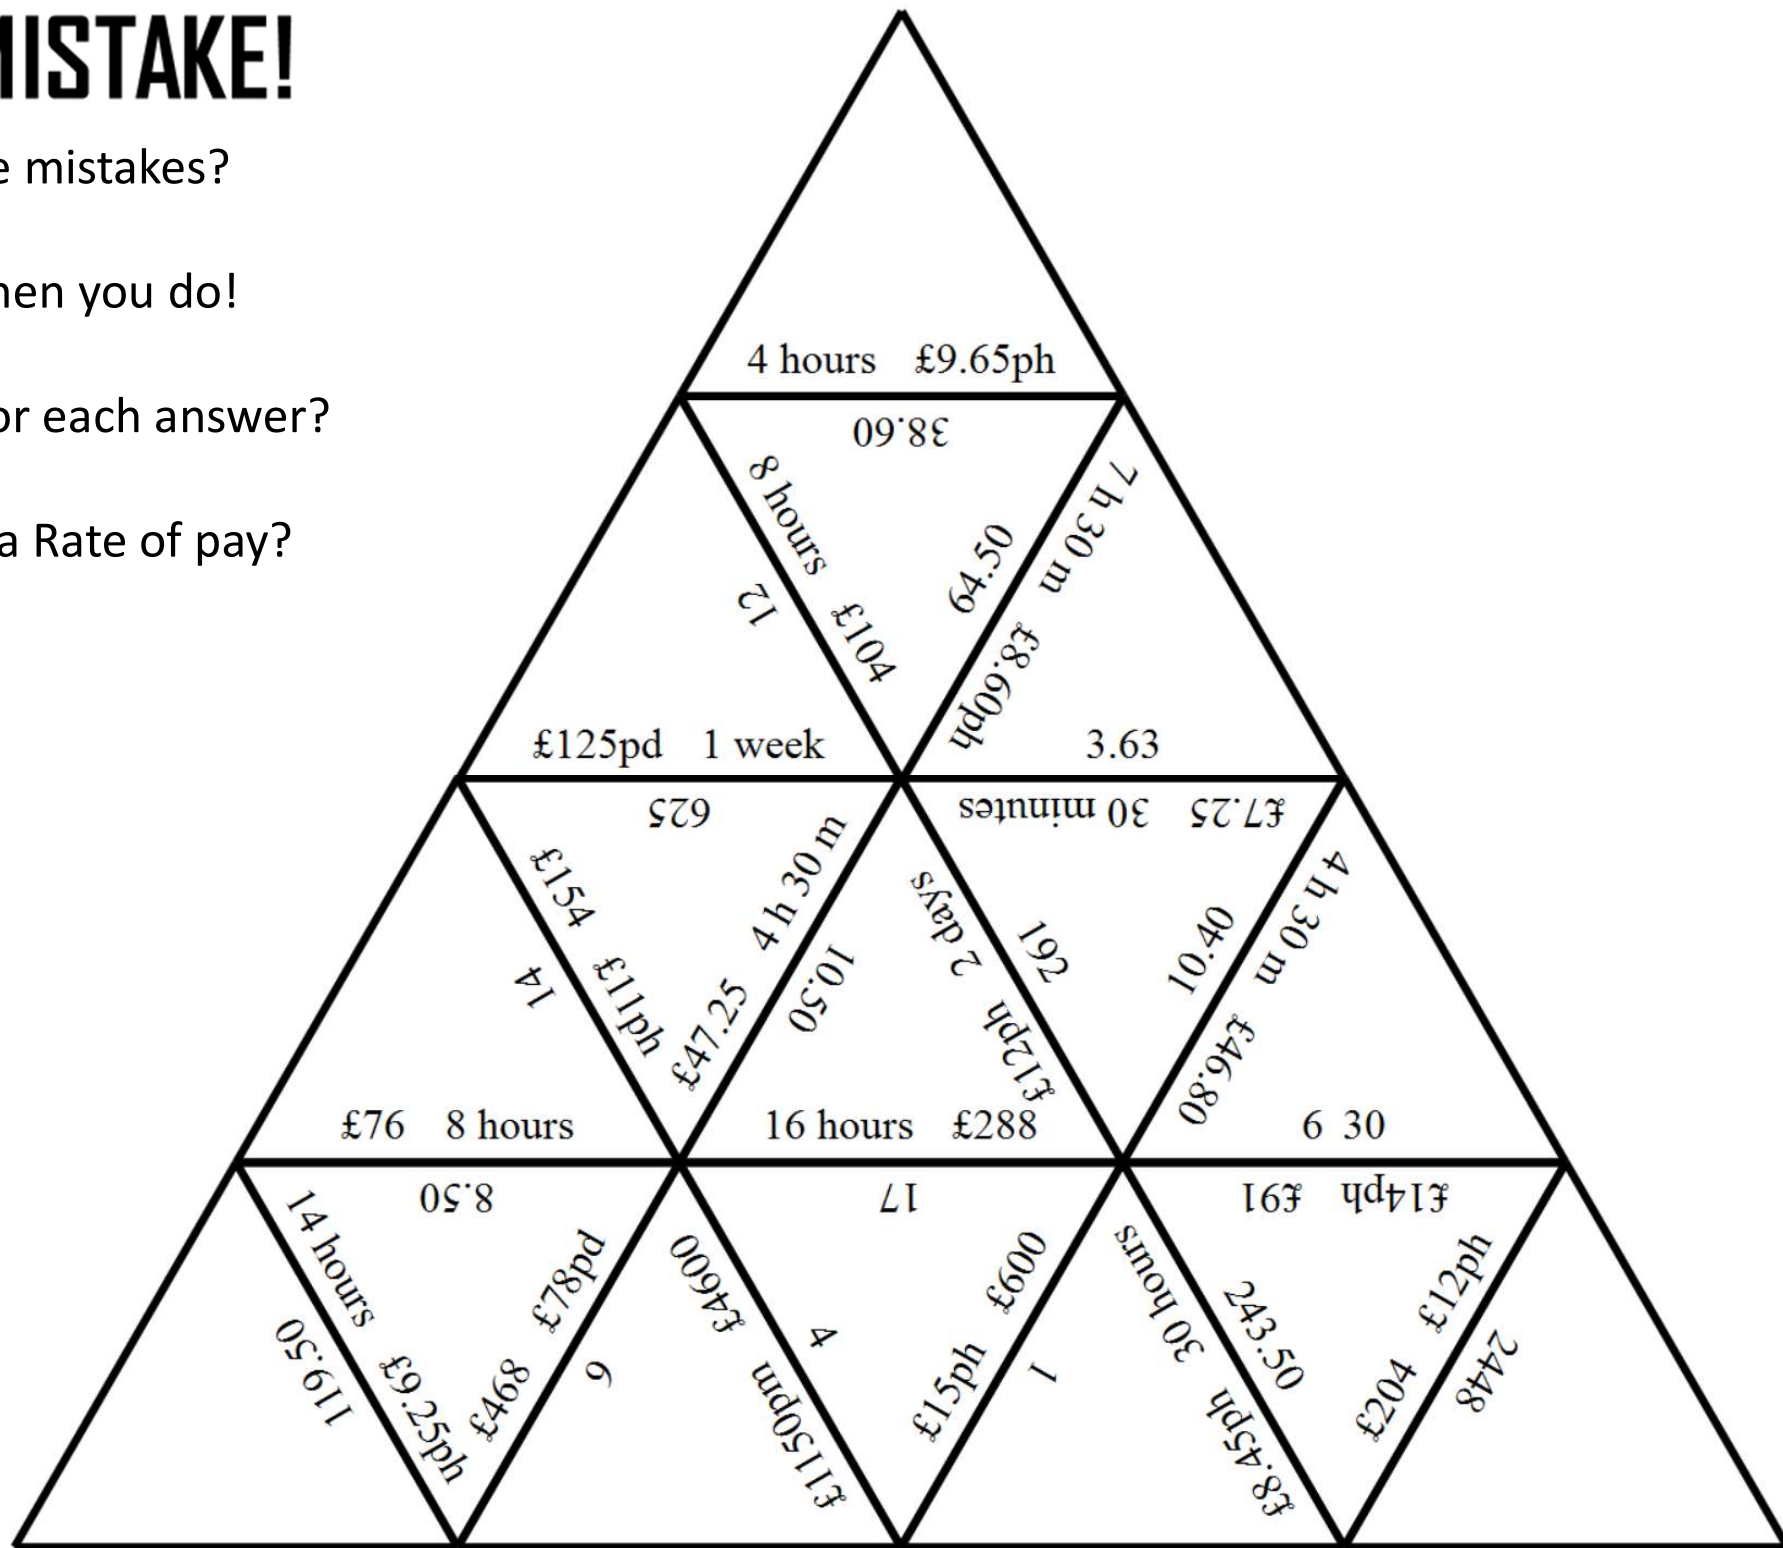 MISTAKE!
e mistakes?
hen you do!
or each answer?
a Rate of pay?
4 hours £9.65ph
38.60
8 hours £104
12
64.50
7 h 30 m £8.60ph
£125pd 1 week
625
3.63
30 minutes £7.25
£154 £11ph
14
£47.25 4 h 30 m
10.50
2 days £12ph
192
10.40
4 h 30 m £46.80
£76 8 hours
8.50
16 hours £288
17
6 30
£14ph £91
14 hours £9.25ph
119.50
£468 £78pd
6
£4600 £1150pm
4
£15ph £600
1
30 hours £8.45ph
243.50
£204 £12ph
2448